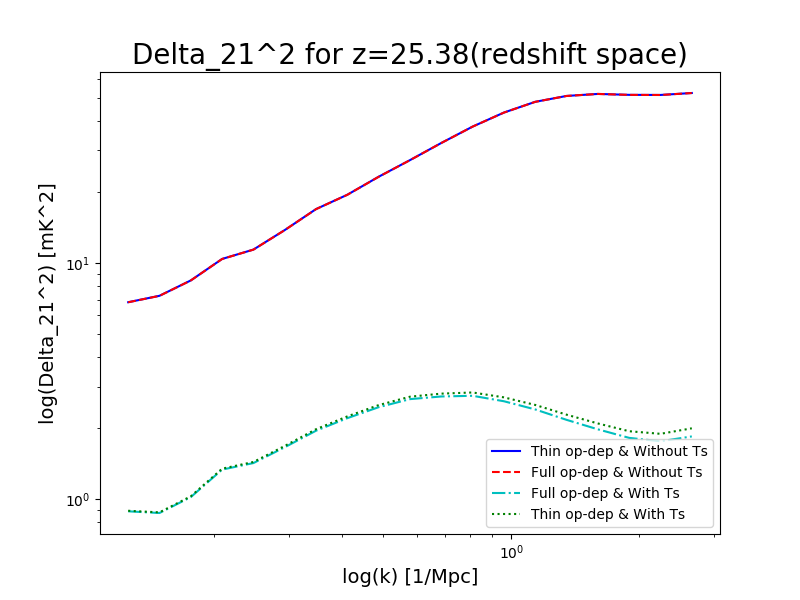 Delta_21^2 for z=25.38(redshift space)
log(Delta_21^2) [mK^2]
10^1
10^0
Thin op-dep & Without Ts
Full op-dep & Without Ts
Full op-dep & With Ts
Thin op-dep & With Ts
10^0
log(k) [1/Mpc]